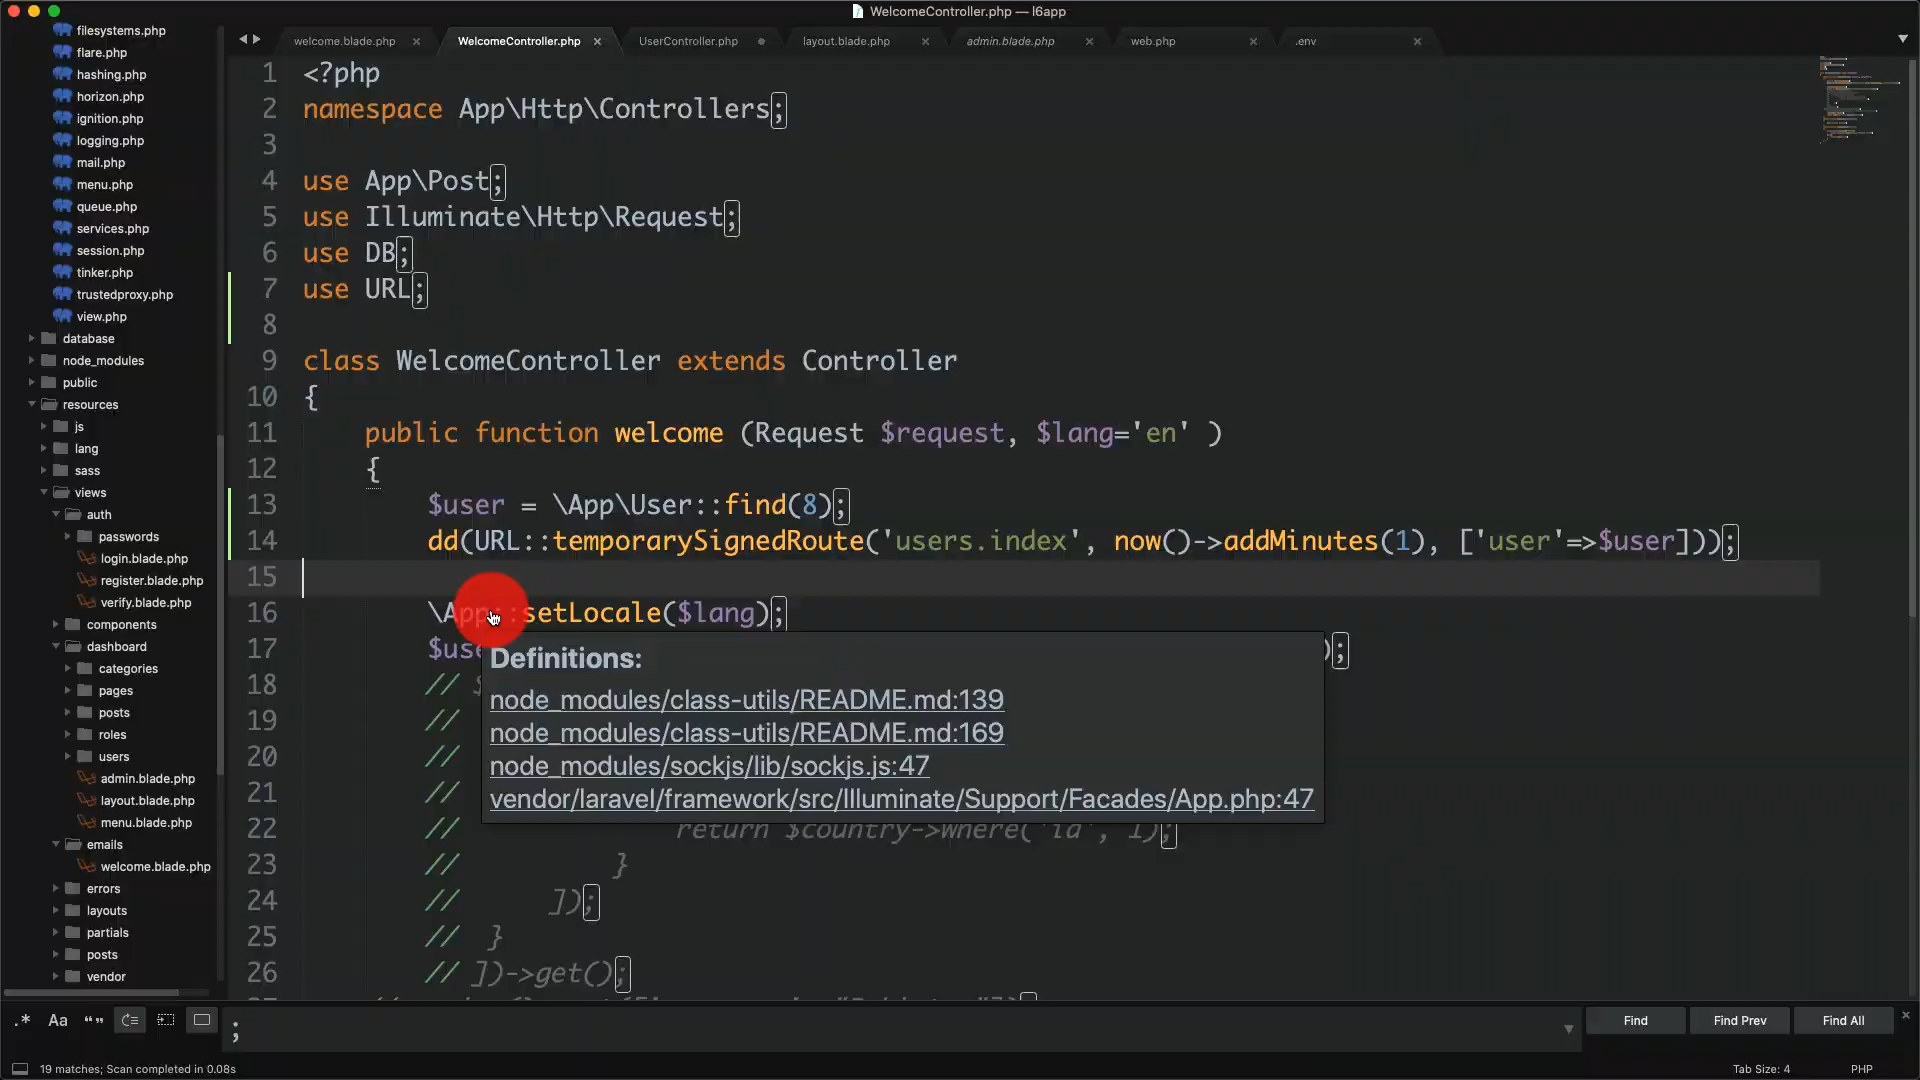 WelcomeController.php — l6app
filesystems.php
flare.php
hashing.php
horizon.php
ignition.php
logging.php
mail.php
menu.php
queue.php
services.php
session.php
tinker.php
trustedproxy.php
view.php
database
node_modules
public
resources
js
lang
sass
views
auth
passwords
login.blade.php
register.blade.php
verify.blade.php
components
dashboard
categories
pages
posts
roles
users
admin.blade.php
layout.blade.php
menu.blade.php
emails
welcome.blade.php
errors
layouts
partials
posts
vendor
welcome.blade.php WelcomeController.php UserController.php layout.blade.php admin.blade.php web.php .env
1 <?php
2 namespace App\Http\Controllers;
3
4 use App\Post;
5 use Illuminate\Http\Request;
6 use DB;
7 use URL;
8
9 class WelcomeController extends Controller
10 {
11 public function welcome (Request $request, $lang='en' )
12 {
13 $user = \App\User::find(8);
14 dd(URL::temporarySignedRoute('users.index', now()->addMinutes(1), ['user'=>$user]));
15
16 \App::setLocale($lang);
17 $use );
Definitions:
18 // $
node_modules/class-utils/README.md:139
19 //
node_modules/class-utils/README.md:169
20 //
node_modules/sockjs/lib/sockjs.js:47
21 //
vendor/laravel/framework/src/Illuminate/Support/Facades/App.php:47
22 // return $country->where('id', 1);
23 // }
24 // ]);
25 // }
26 // ])->get();
.* Aa “” ; Find Find Prev Find All
19 matches; Scan completed in 0.08s Tab Size: 4 PHP